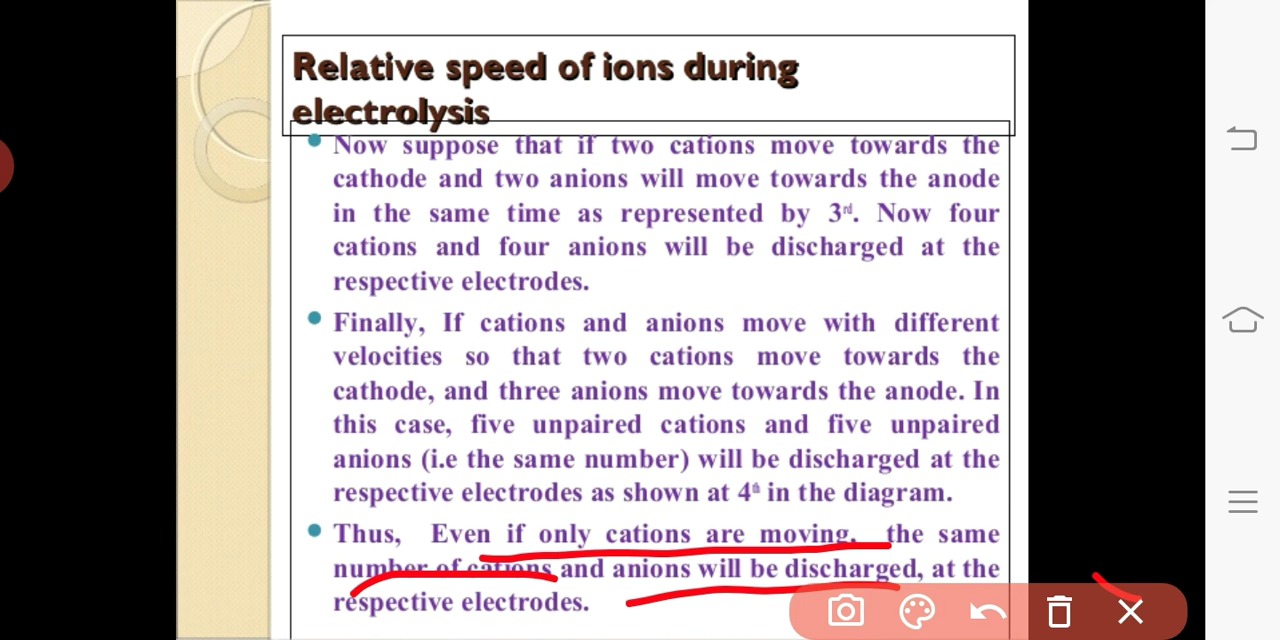 Relative speed of ions during
electrolysis
Now suppose that if two cations move towards the
cathode and two anions will move towards the anode
in the same time as represented by 3rd. Now four
cations and four anions will be discharged at the
respective electrodes.
Finally, If cations and anions move with different
velocities so that two cations move towards the
cathode, and three anions move towards the anode. In
this case, five unpaired cations and five unpaired
anions (i.e the same number) will be discharged at the
respective electrodes as shown at 4th in the diagram.
Thus, Even if only cations are moving, the same
number of cations and anions will be discharged, at the
respective electrodes.